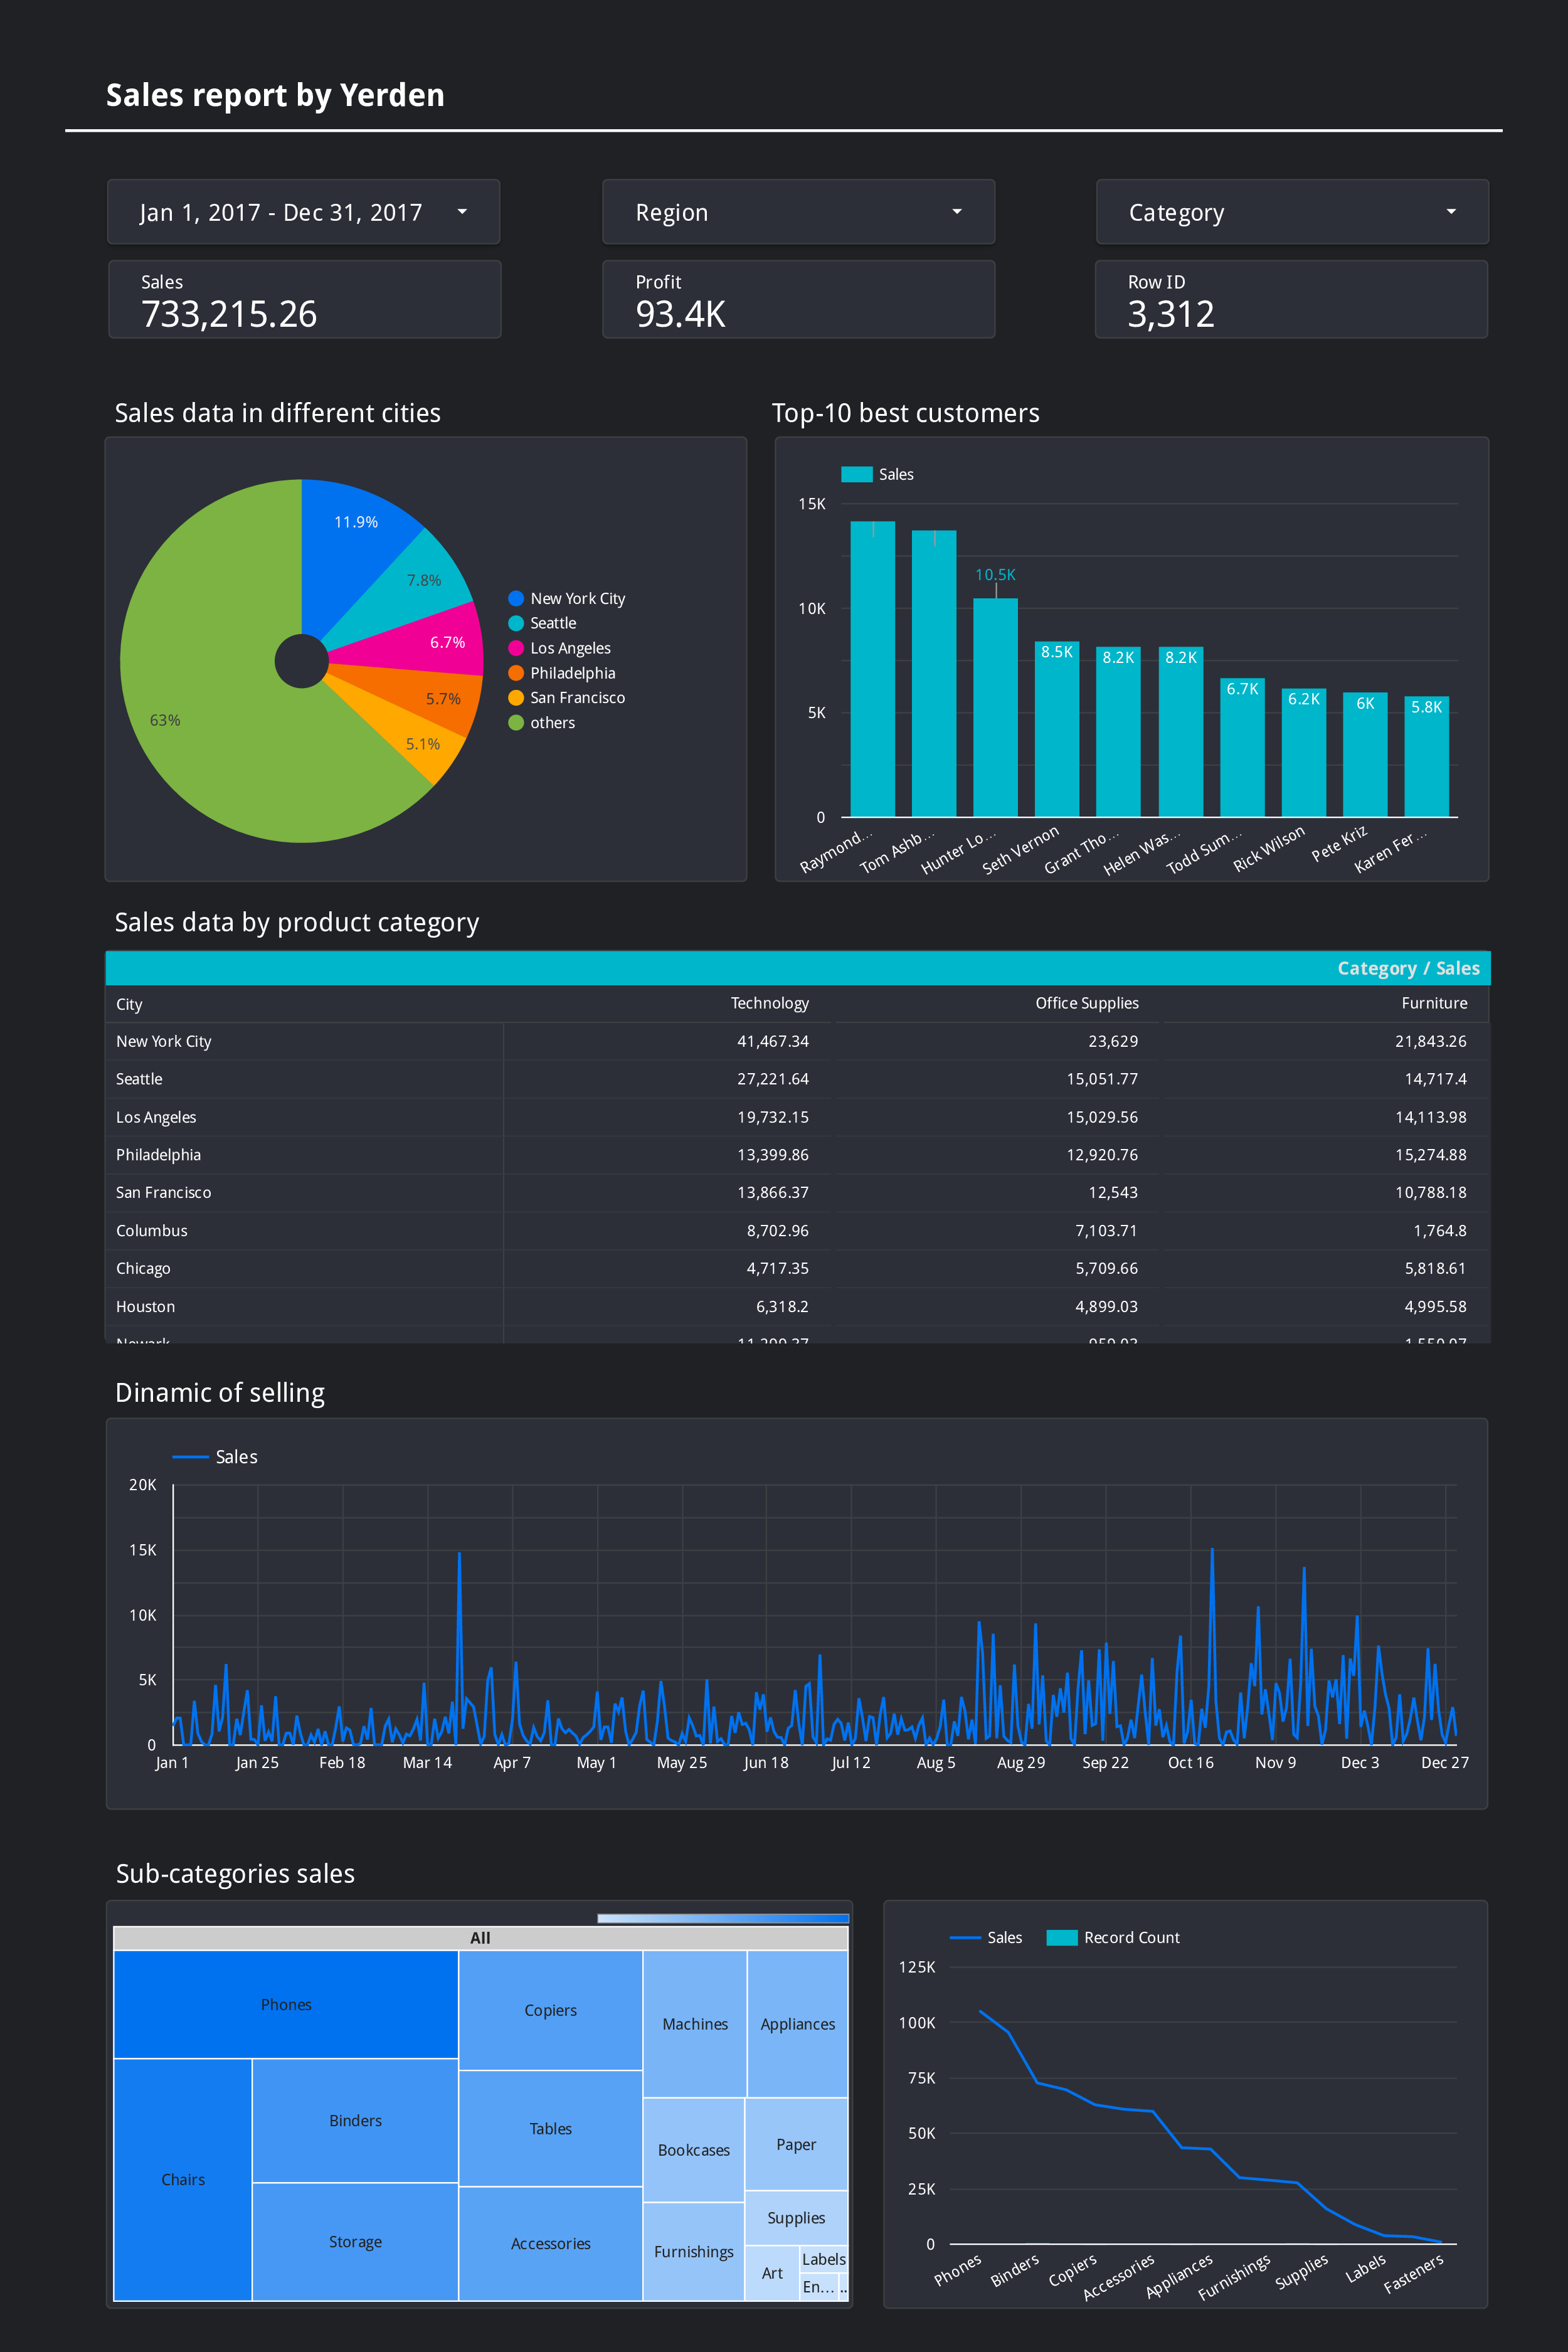 Sales report by Yerden
Jan 1, 2017 - Dec 31, 2017
Region
Category
Sales
733,215.26
Profit
93.4K
Row ID
3,312
Sales data in different cities
11.9%
7.8%
6.7%
5.7%
5.1%
63%
New York City
Seattle
Los Angeles
Philadelphia
San Francisco
others
Top-10 best customers
Sales
15K
10K
5K
0
10.5K
8.5K
8.2K
8.2K
6.7K
6.2K
6K
5.8K
Raymond...
Tom Ashb...
Hunter Lo...
Seth Vernon
Grant Tho...
Helen Was...
Todd Sum...
Rick Wilson
Pete Kriz
Karen Fer...
Sales data by product category
Category / Sales
City Technology Office Supplies Furniture
New York City 41,467.34 23,629 21,843.26
Seattle 27,221.64 15,051.77 14,717.4
Los Angeles 19,732.15 15,029.56 14,113.98
Philadelphia 13,399.86 12,920.76 15,274.88
San Francisco 13,866.37 12,543 10,788.18
Columbus 8,702.96 7,103.71 1,764.8
Chicago 4,717.35 5,709.66 5,818.61
Houston 6,318.2 4,899.03 4,995.58
Newark
Dinamic of selling
Sales
20K
15K
10K
5K
0
Jan 1 Jan 25 Feb 18 Mar 14 Apr 7 May 1 May 25 Jun 18 Jul 12 Aug 5 Aug 29 Sep 22 Oct 16 Nov 9 Dec 3 Dec 27
Sub-categories sales
All
Phones
Chairs
Binders
Storage
Copiers
Tables
Accessories
Machines
Appliances
Bookcases
Furnishings
Paper
Supplies
Art
Labels
En...
..
Sales Record Count
125K
100K
75K
50K
25K
0
Phones
Binders
Copiers
Accessories
Appliances
Furnishings
Supplies
Labels
Fasteners